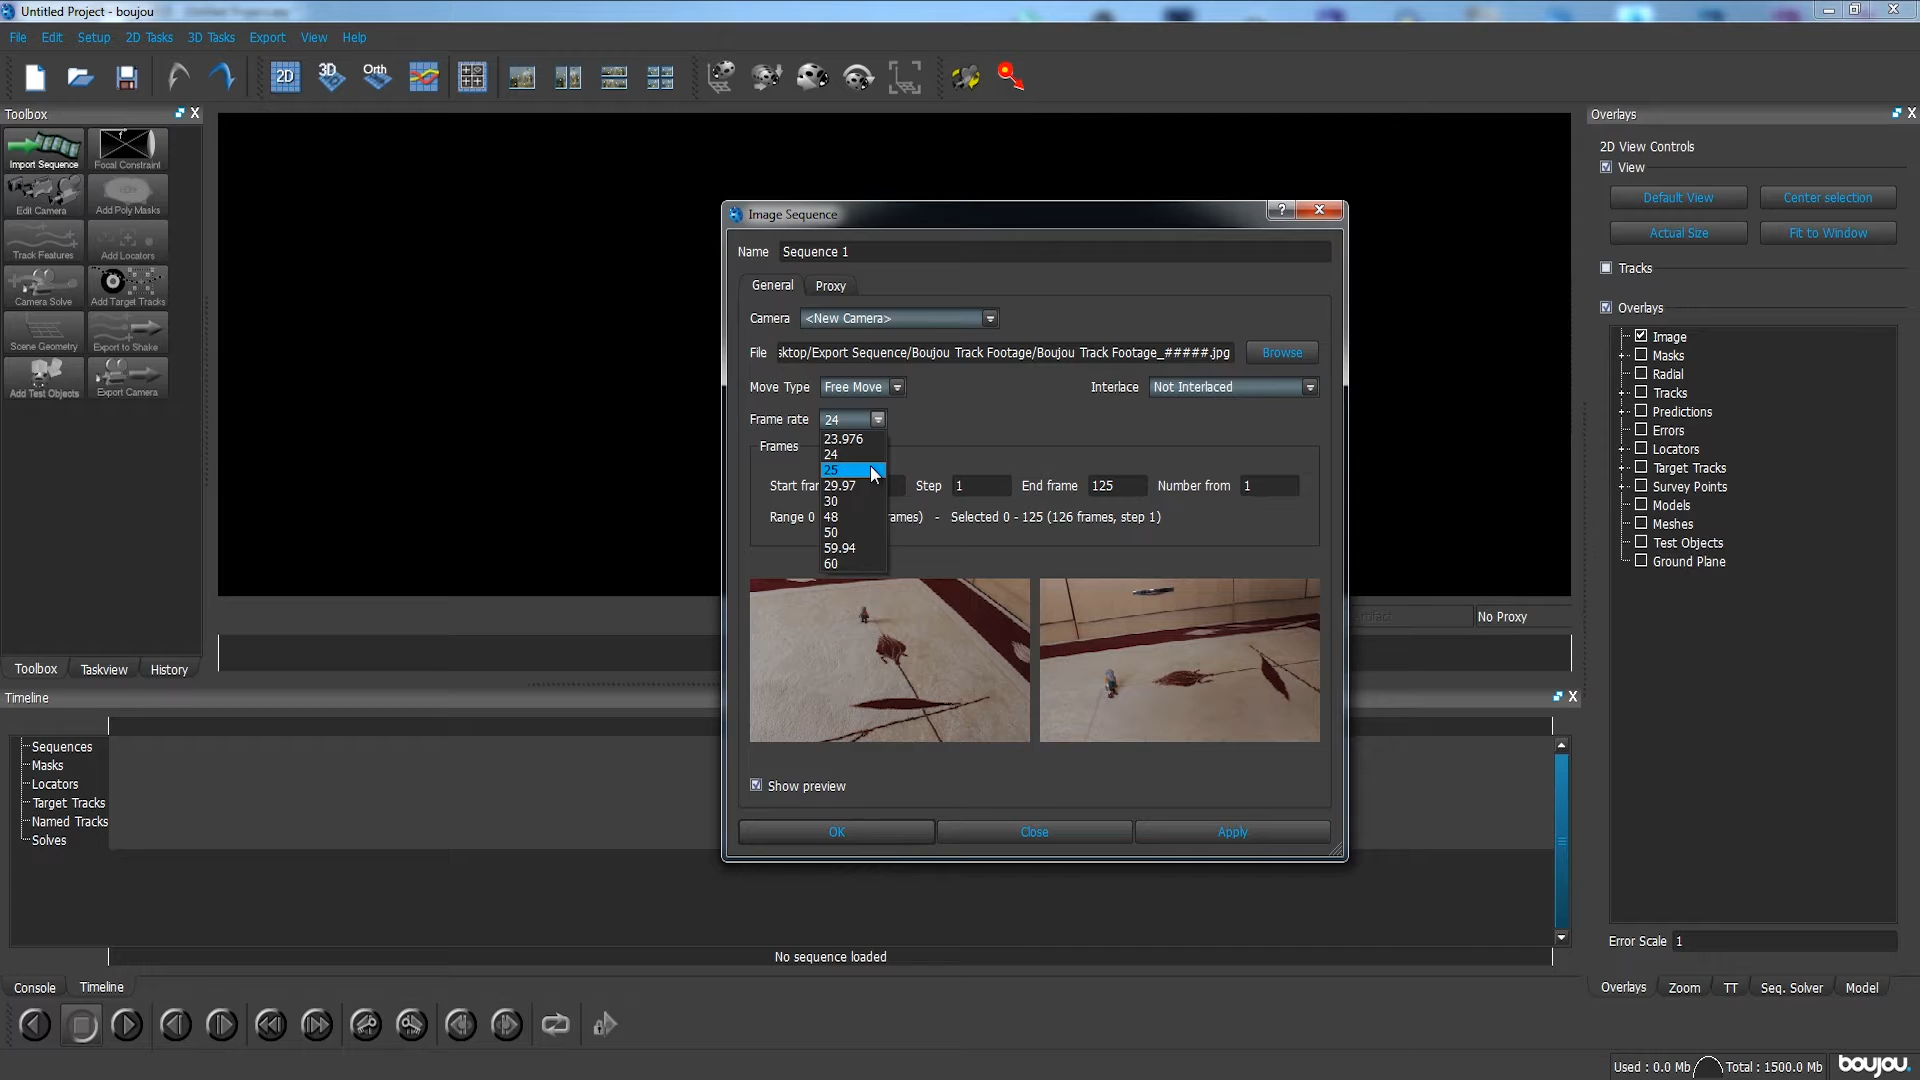 Untitled Project - boujou
File Edit Setup 2D Tasks 3D Tasks Export View Help
2D 3D Orth
Toolbox
Import Sequence Focal Constraint
Edit Camera Add Poly Masks
Track Features Add Locators
Camera Solve Add Target Tracks
Scene Geometry Export to Shake
Add Test Objects Export Camera
Toolbox Taskview History
Image Sequence
?
Name Sequence 1
General Proxy
Camera <New Camera>
File sktop/Export Sequence/Boujou Track Footage/Boujou Track Footage_#####.jpg Browse
Move Type Free Move Interlace Not Interlaced
Frame rate 24
23.976
24
25
29.97
30
48
50
59.94
60
Frames
Start fra Step 1 End frame 125 Number from 1
Range 0 ames) - Selected 0 - 125 (126 frames, step 1)
Show preview
OK Close Apply
No Proxy
Overlays
2D View Controls
View
Default View Center selection
Actual Size Fit to Window
Tracks
Overlays
Image
Masks
Radial
Tracks
Predictions
Errors
Locators
Target Tracks
Survey Points
Models
Meshes
Test Objects
Ground Plane
Error Scale 1
Overlays Zoom TT Seq. Solver Model
Timeline
Sequences
Masks
Locators
Target Tracks
Named Tracks
Solves
No sequence loaded
Console Timeline
Used : 0.0 Mb Total : 1500.0 Mb boujou.